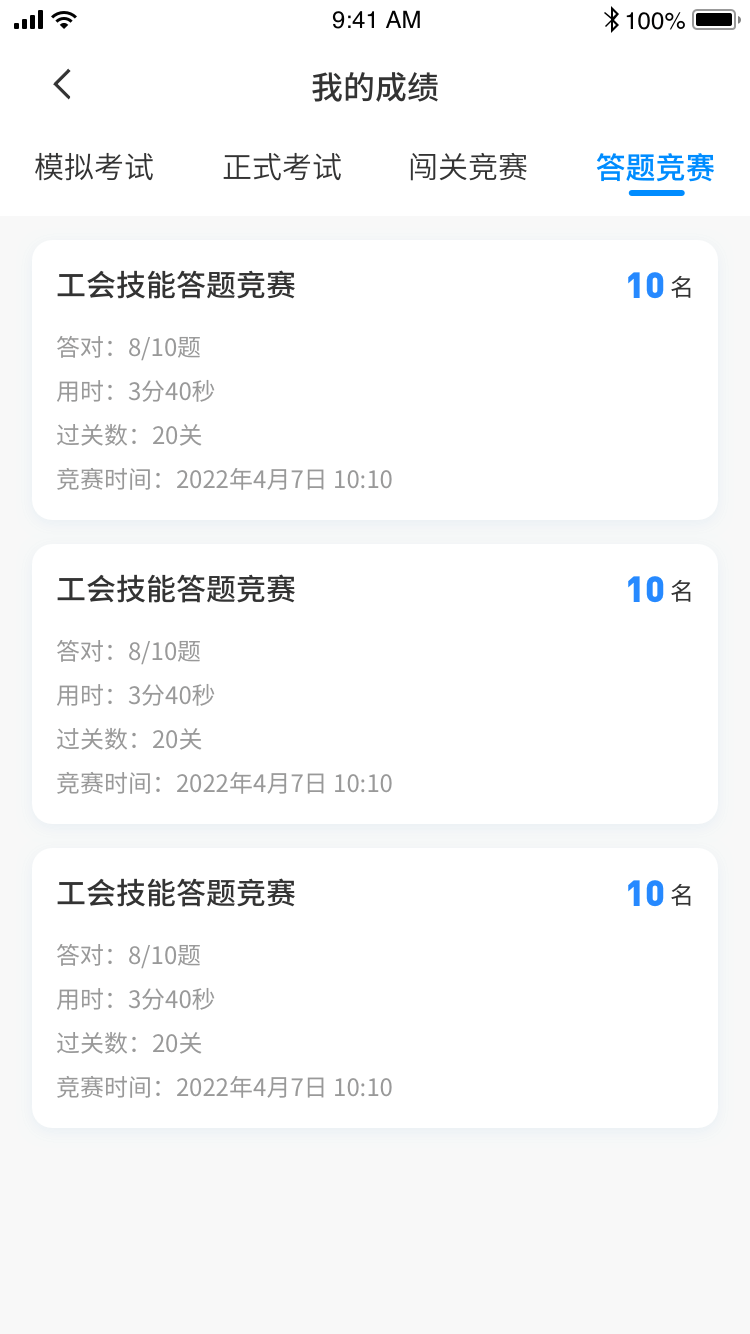 9:41 AM
100%
我的成绩
模拟考试 正式考试 闯关竞赛 答题竞赛
工会技能答题竞赛 10 名
答对：8/10题
用时：3分40秒
过关数：20关
竞赛时间：2022年4月7日 10:10
工会技能答题竞赛 10 名
答对：8/10题
用时：3分40秒
过关数：20关
竞赛时间：2022年4月7日 10:10
工会技能答题竞赛 10 名
答对：8/10题
用时：3分40秒
过关数：20关
竞赛时间：2022年4月7日 10:10